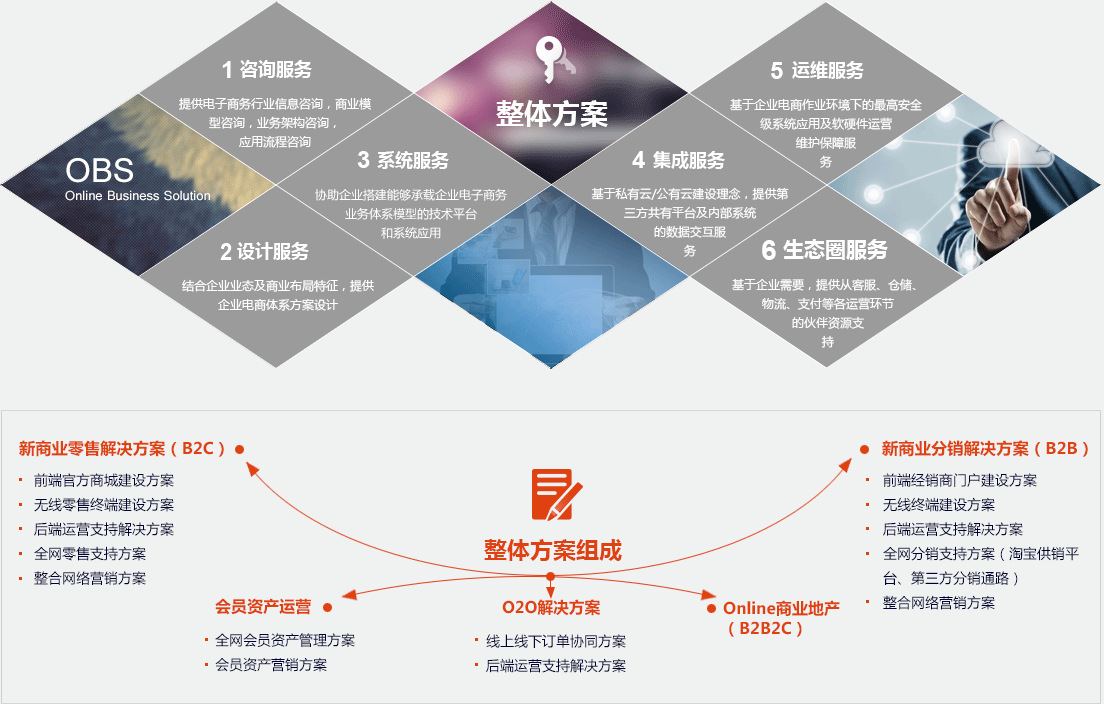 1 咨询服务
提供电子商务行业信息咨询，商业模
型咨询，业务架构咨询，
应用流程咨询
OBS
Online Business Solution
2 设计服务
结合企业业态及商业布局特征，提供
企业电商体系方案设计
3 系统服务
协助企业搭建能够承载企业电子商务
业务体系模型的技术平台
和系统应用
整体方案
4 集成服务
基于私有云/公有云建设理念，提供第
三方共有平台及内部系统
的数据交互服
务
5 运维服务
基于企业电商作业环境下的最高安全
级系统应用及软硬件运营
维护保障服
务
6 生态圈服务
基于企业需要，提供从客服、仓储、
物流、支付等各运营环节
的伙伴资源支
持
新商业零售解决方案（B2C）
前端官方商城建设方案
无线零售终端建设方案
后端运营支持解决方案
全网零售支持方案
整合网络营销方案
整体方案组成
新商业分销解决方案（B2B）
前端经销商门户建设方案
无线终端建设方案
后端运营支持解决方案
全网分销支持方案（淘宝供销平
台、第三方分销通路）
整合网络营销方案
会员资产运营
全网会员资产管理方案
会员资产营销方案
O2O解决方案
线上线下订单协同方案
后端运营支持解决方案
Online商业地产
（B2B2C）